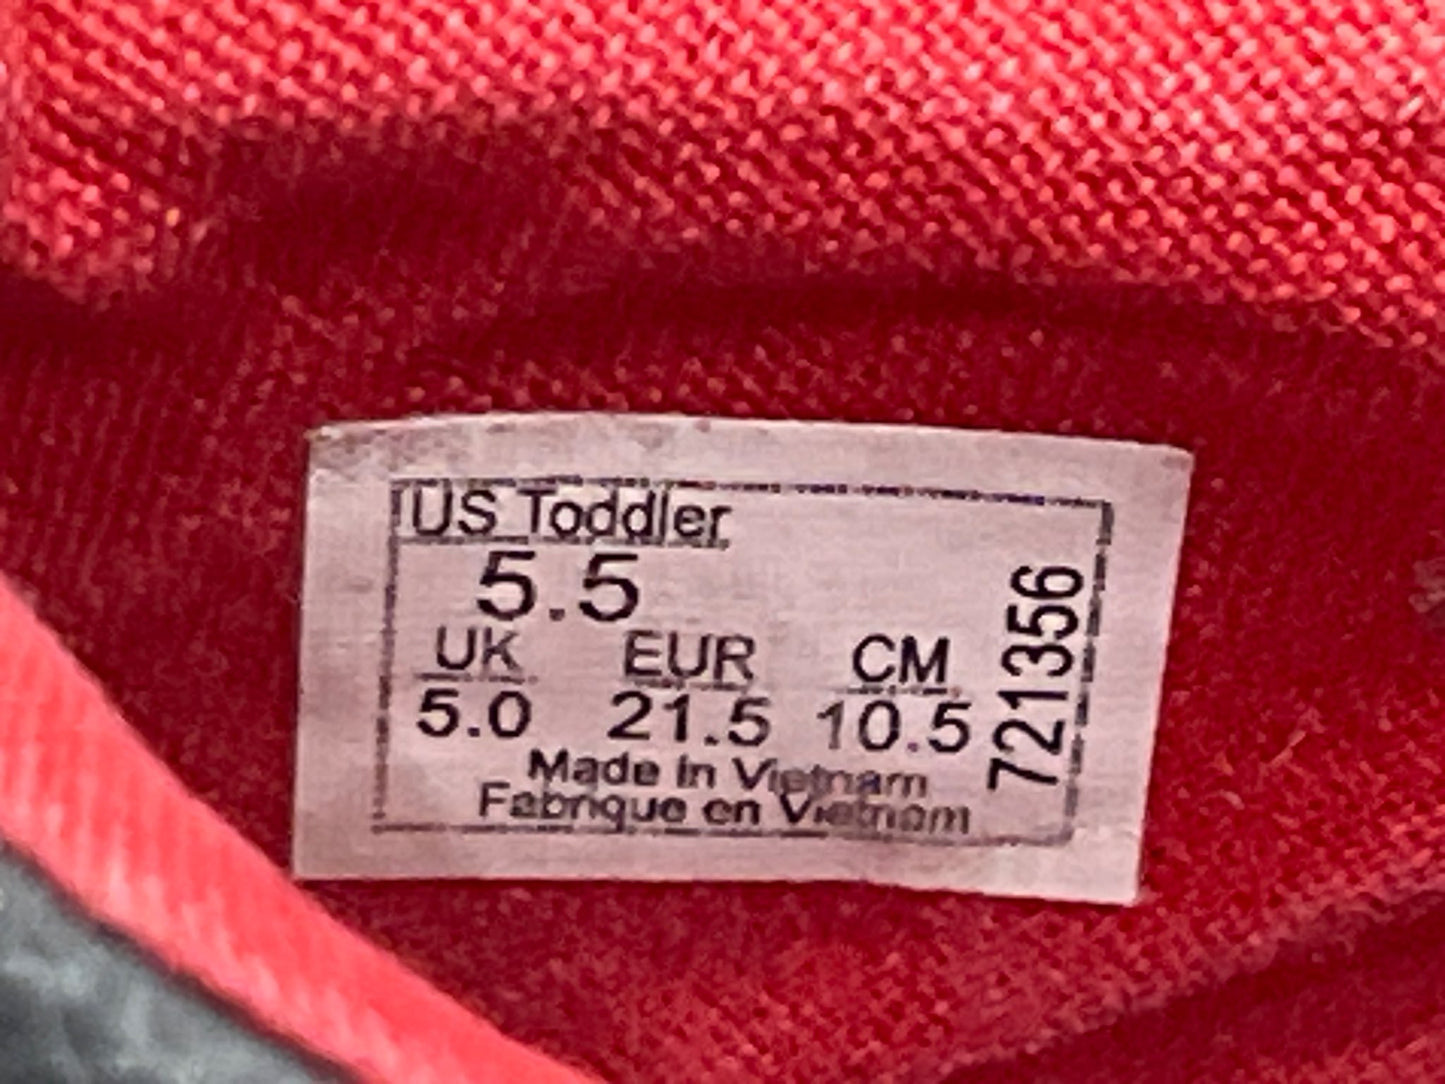 US Toddler
5.5
UK EUR CM
5.0 21.5 10.5
Made in Vietnam
Fabrique en Vietnam
721356